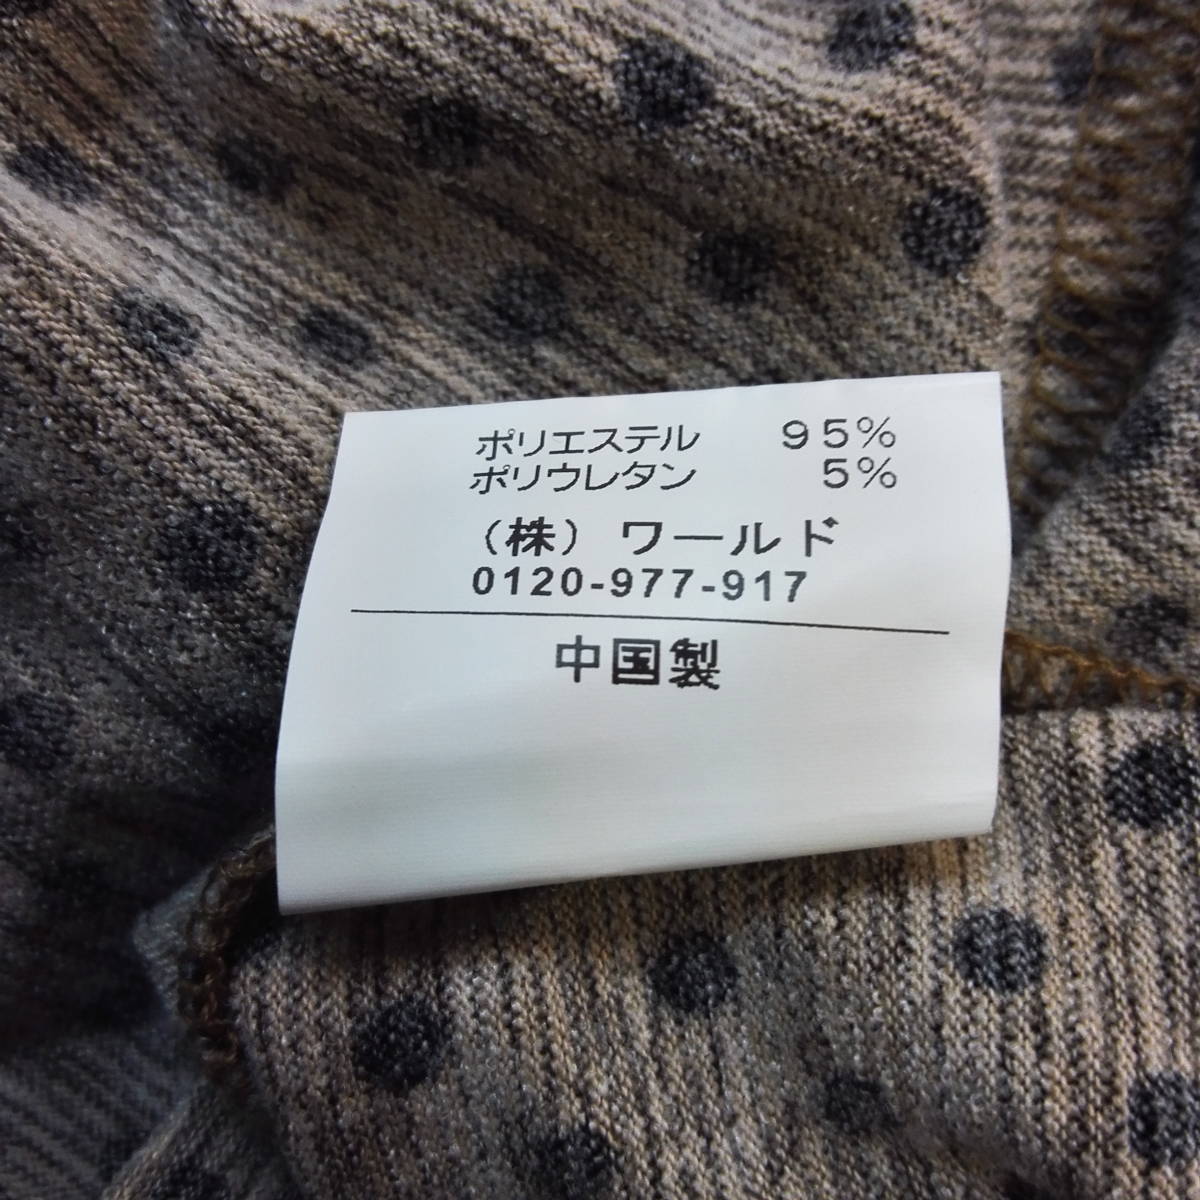 ポリエステル　９５％
ポリウレタン　５％
（株）ワールド
0120-977-917
中国製